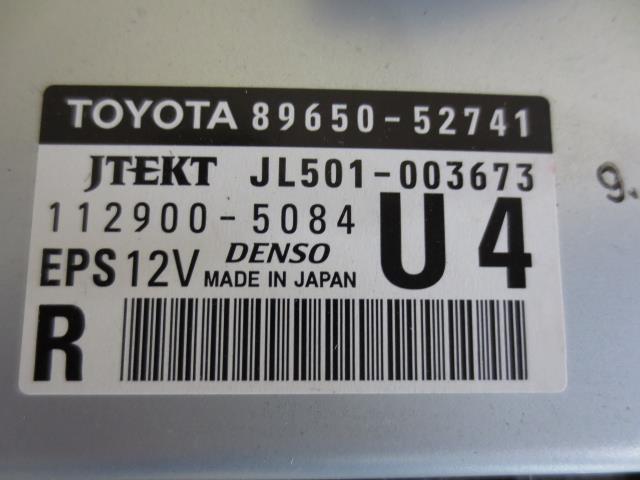 TOYOTA 89650-52741
JTEKT JL501-003673
112900-5084
U4
EPS 12V DENSO
MADE IN JAPAN
R
9.